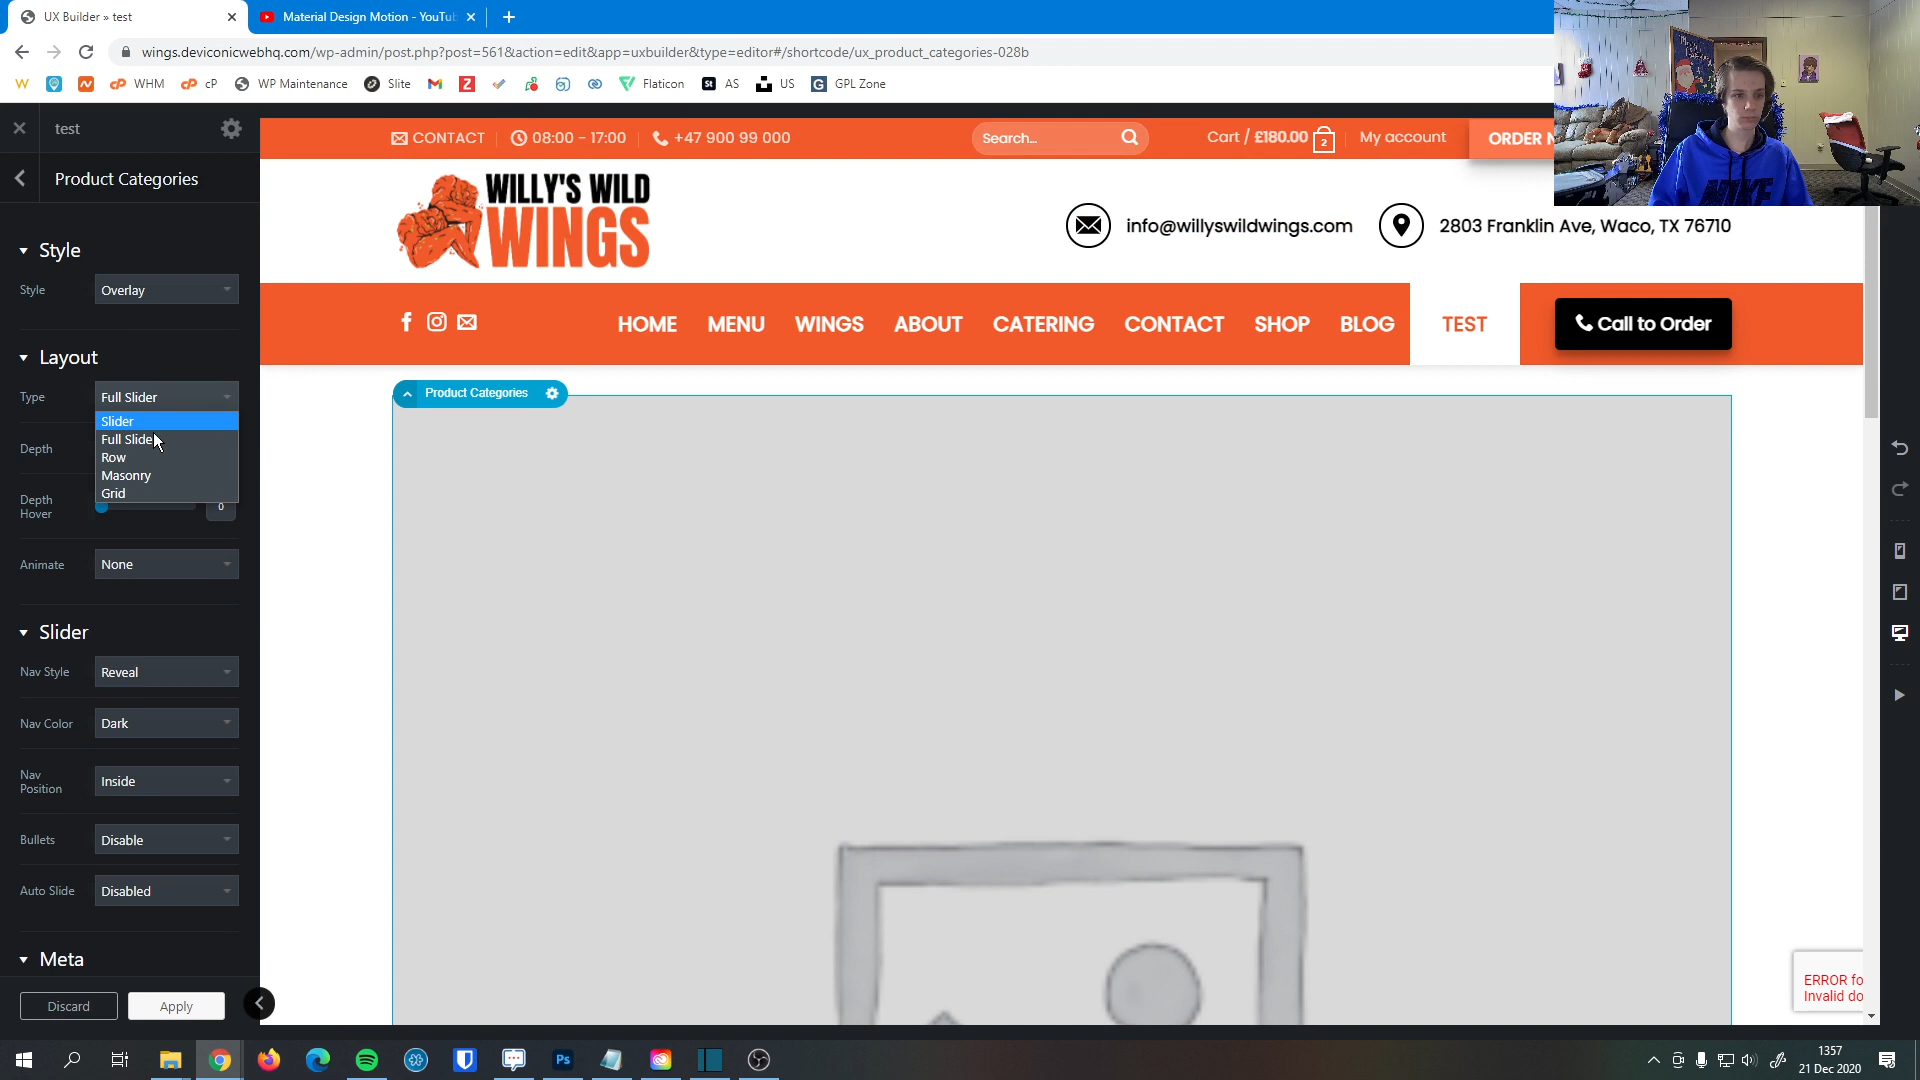 UX Builder » test
Material Design Motion - YouTub
wings.deviconicwebhq.com/wp-admin/post.php?post=561&action=edit&app=uxbuilder&type=editor#/shortcode/ux_product_categories-028b
WHM
cP
WP Maintenance
Slite
Flaticon
AS
US
GPL Zone
test
Product Categories
Style
Style
Overlay
Layout
Type
Full Slider
Slider
Full Slide
Row
Masonry
Grid
Depth
Depth
Hover
0
Animate
None
Slider
Nav Style
Reveal
Nav Color
Dark
Nav
Position
Inside
Bullets
Disable
Auto Slide
Disabled
Meta
Discard
Apply
CONTACT
08:00 - 17:00
+47 900 99 000
Search...
Cart / £180.00
2
My account
ORDER N
WILLY'S WILD
WINGS
info@willyswildwings.com
2803 Franklin Ave, Waco, TX 76710
HOME
MENU
WINGS
ABOUT
CATERING
CONTACT
SHOP
BLOG
TEST
Call to Order
Product Categories
ERROR fo
Invalid do
1357
21 Dec 2020